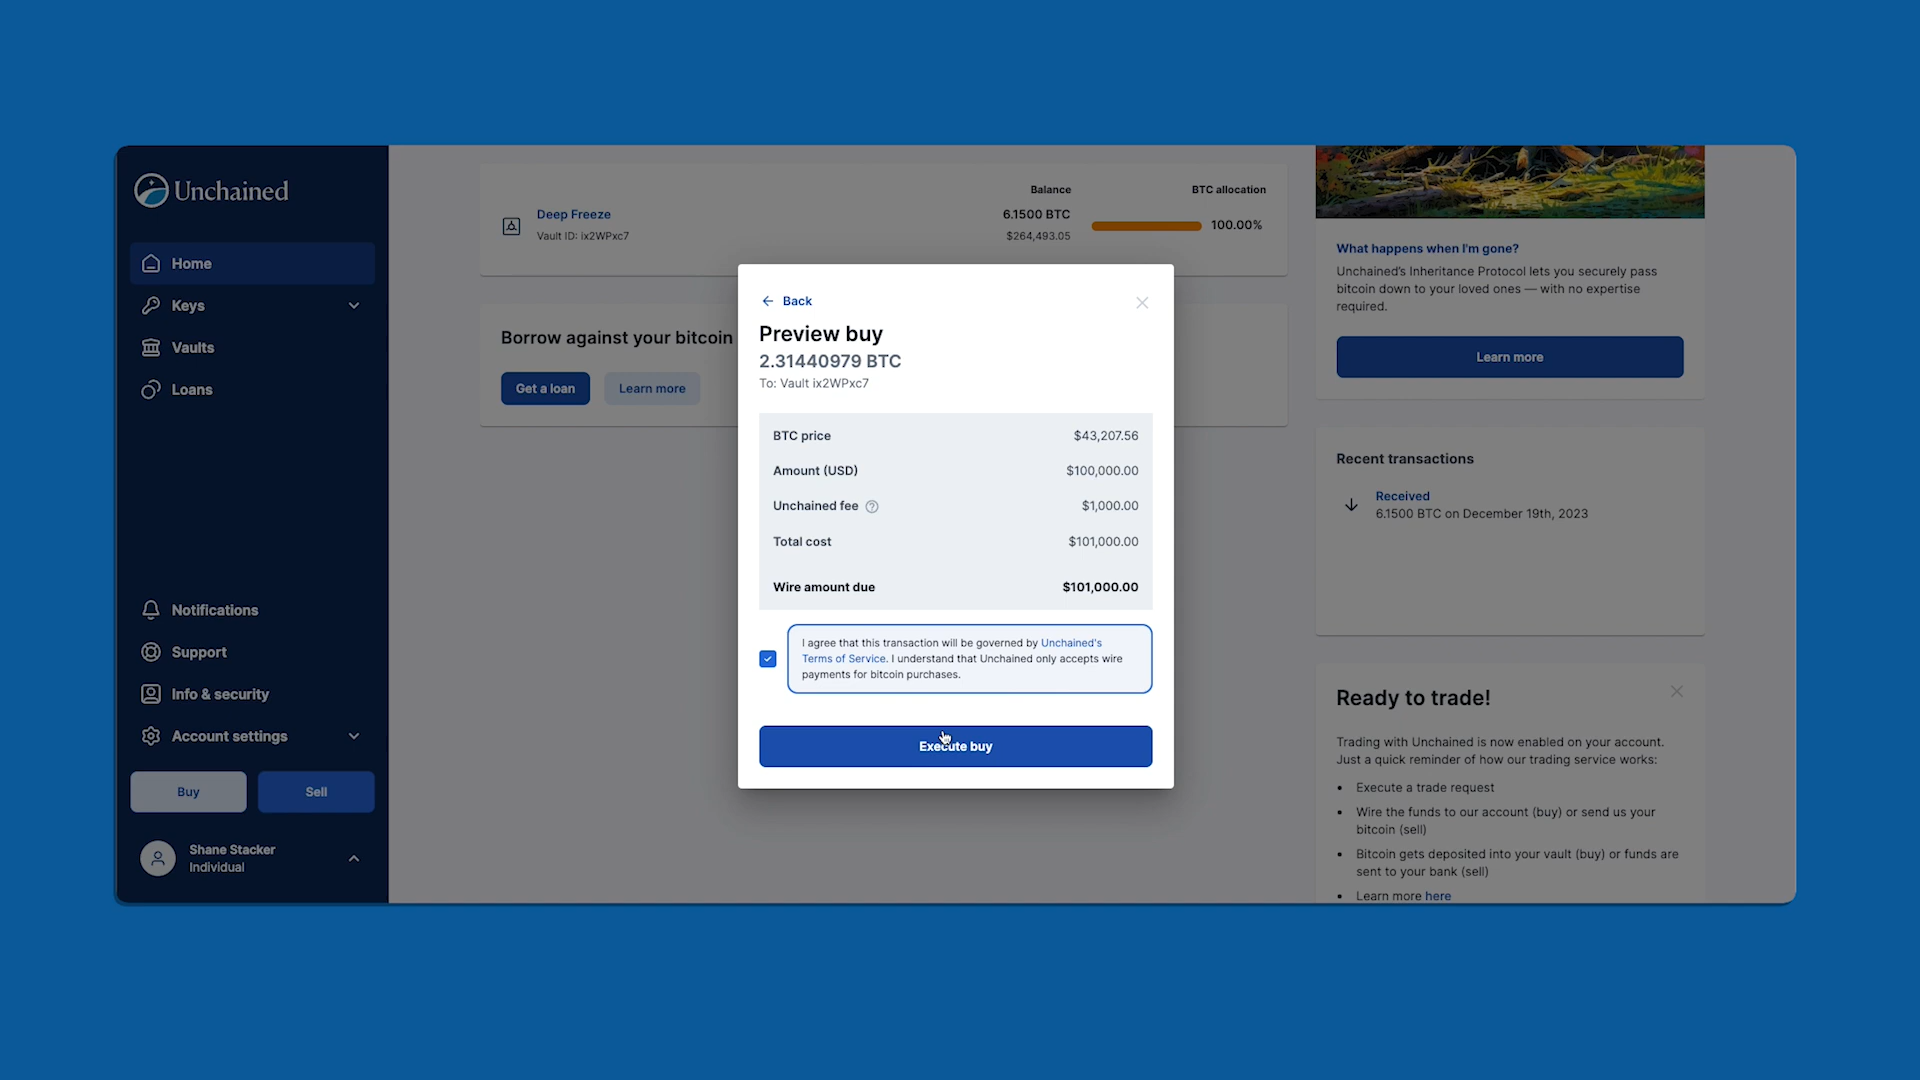 Unchained
Home
Keys
Vaults
Loans
Notifications
Support
Info & security
Account settings
Buy
Sell
Shane Stacker
Individual
Balance
BTC allocation
Deep Freeze
Vault ID: ix2WPxc7
6.1500 BTC
$264,493.05
100.00%
Borrow against your bitcoin
Get a loan
Learn more
Back
Preview buy
2.31440979 BTC
To: Vault ix2WPxc7
BTC price
$43,207.56
Amount (USD)
$100,000.00
Unchained fee
$1,000.00
Total cost
$101,000.00
Wire amount due
$101,000.00
I agree that this transaction will be governed by Unchained's
Terms of Service. I understand that Unchained only accepts wire
payments for bitcoin purchases.
Execute buy
What happens when I'm gone?
Unchained's Inheritance Protocol lets you securely pass
bitcoin down to your loved ones — with no expertise
required.
Learn more
Recent transactions
Received
6.1500 BTC on December 19th, 2023
Ready to trade!
Trading with Unchained is now enabled on your account.
Just a quick reminder of how our trading service works:
• Execute a trade request
• Wire the funds to our account (buy) or send us your
bitcoin (sell)
• Bitcoin gets deposited into your vault (buy) or funds are
sent to your bank (sell)
• Learn more here